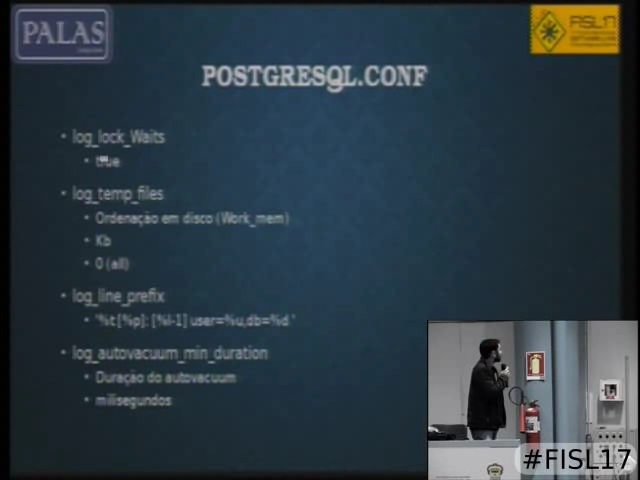 PALAS
FISL17
POSTGRESQL.CONF
• log_lock_Waits
• true
• log_temp_files
• Ordenação em disco (Work_mem)
• Kb
• 0 (all)
• log_line_prefix
• '%t [%p]: [%l-1] user=%u,db=%d '
• log_autovacuum_min_duration
• Duração do autovacuum
• milisegundos
#FISL17